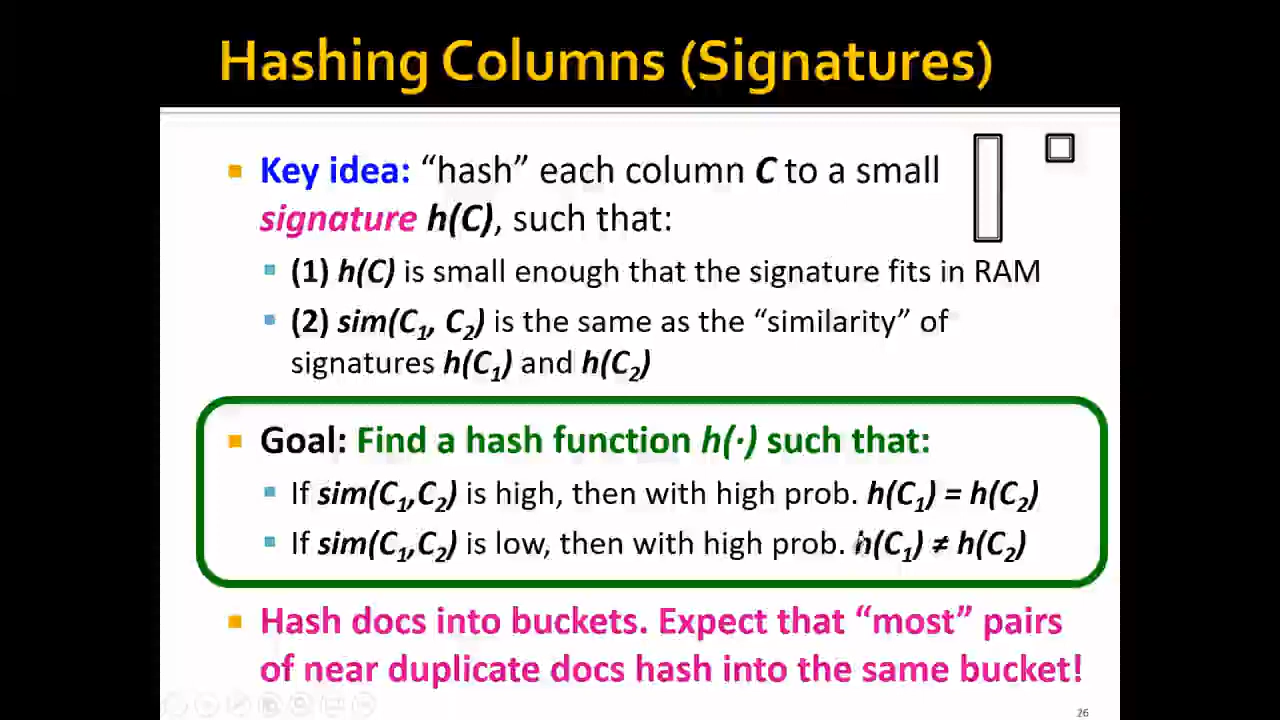 Hashing Columns (Signatures)
Key idea: “hash” each column C to a small
signature h(C), such that:
(1) h(C) is small enough that the signature fits in RAM
(2) sim(C1, C2) is the same as the “similarity” of
signatures h(C1) and h(C2)
Goal: Find a hash function h(·) such that:
If sim(C1,C2) is high, then with high prob. h(C1) = h(C2)
If sim(C1,C2) is low, then with high prob. h(C1) ≠ h(C2)
Hash docs into buckets. Expect that “most” pairs
of near duplicate docs hash into the same bucket!
26